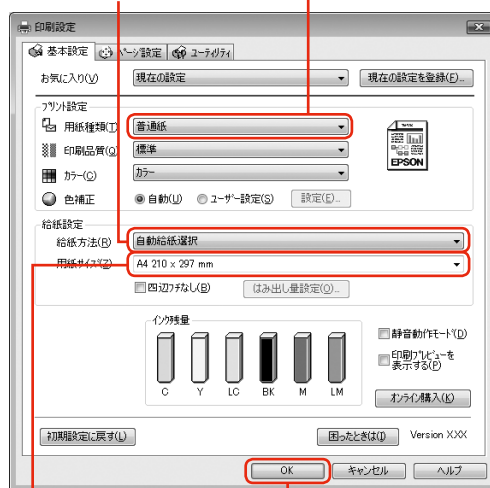 印刷設定
基本設定 ページ設定 ユーティリティ
お気に入り(V) 現在の設定 現在の設定を登録(F)...
プリント設定
用紙種類(T) 普通紙
印刷品質(Q) 標準
カラー(C) カラー
EPSON
色補正 自動(U) ユーザー設定(S) 設定(E)...
給紙設定
給紙方法(R) 自動給紙選択
用紙サイズ(Z) A4 210 x 297 mm
四辺フチなし(B) はみ出し量設定(O)...
インク残量
C Y LC BK M LM
静音動作モード(D)
印刷プレビューを
表示する(P)
オンライン購入(K)
初期設定に戻す(L) 困ったときは(I) Version XXX
OK キャンセル ヘルプ